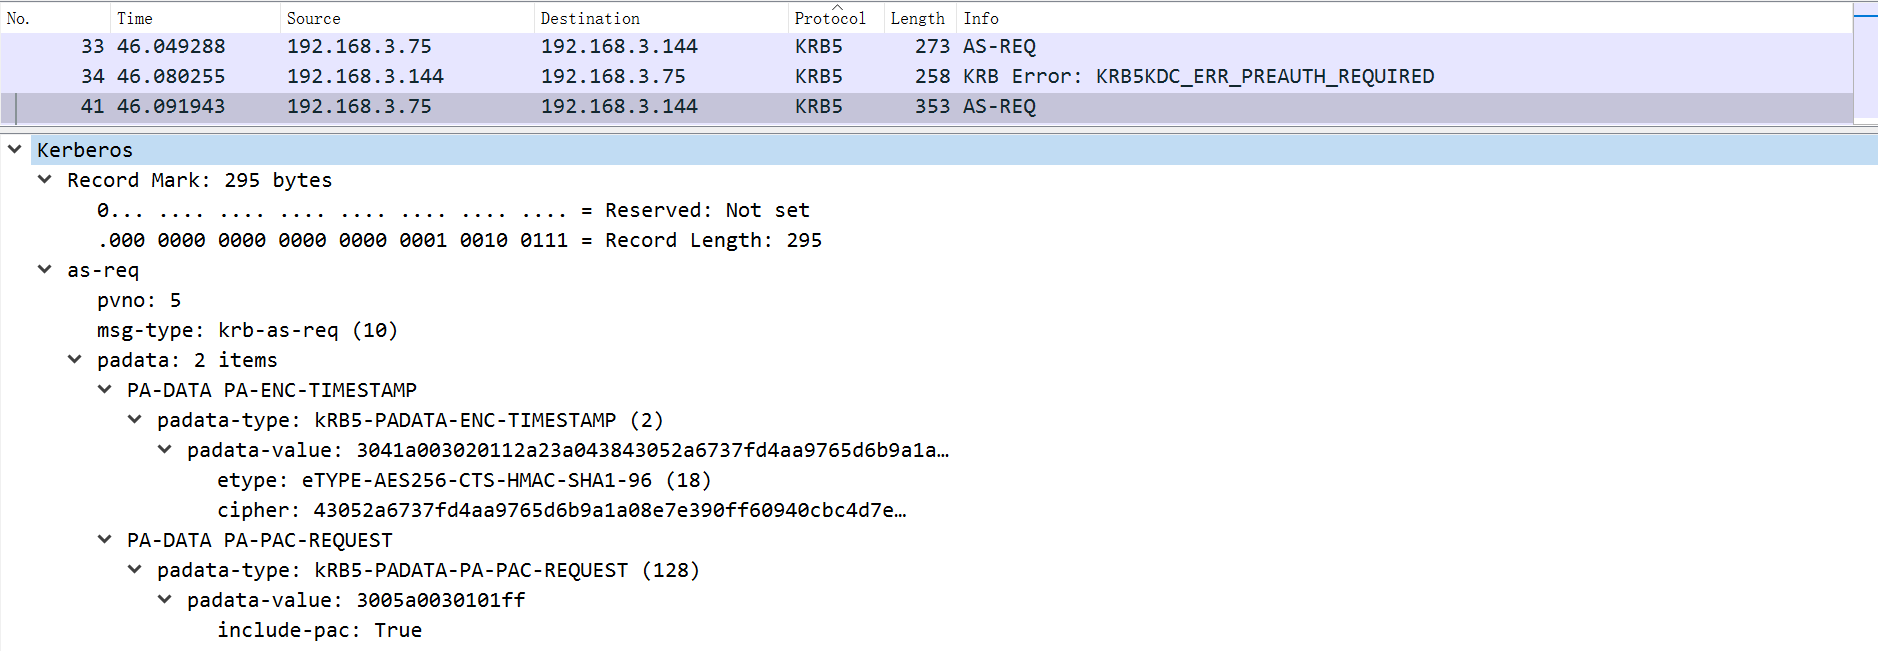 No. Time Source Destination Protocol Length Info
33 46.049288 192.168.3.75 192.168.3.144 KRB5 273 AS-REQ
34 46.080255 192.168.3.144 192.168.3.75 KRB5 258 KRB Error: KRB5KDC_ERR_PREAUTH_REQUIRED
41 46.091943 192.168.3.75 192.168.3.144 KRB5 353 AS-REQ
Kerberos
Record Mark: 295 bytes
0... .... .... .... .... .... .... .... = Reserved: Not set
.000 0000 0000 0000 0000 0001 0010 0111 = Record Length: 295
as-req
pvno: 5
msg-type: krb-as-req (10)
padata: 2 items
PA-DATA PA-ENC-TIMESTAMP
padata-type: kRB5-PADATA-ENC-TIMESTAMP (2)
padata-value: 3041a003020112a23a043843052a6737fd4aa9765d6b9a1a…
etype: eTYPE-AES256-CTS-HMAC-SHA1-96 (18)
cipher: 43052a6737fd4aa9765d6b9a1a08e7e390ff60940cbc4d7e…
PA-DATA PA-PAC-REQUEST
padata-type: kRB5-PADATA-PA-PAC-REQUEST (128)
padata-value: 3005a0030101ff
include-pac: True